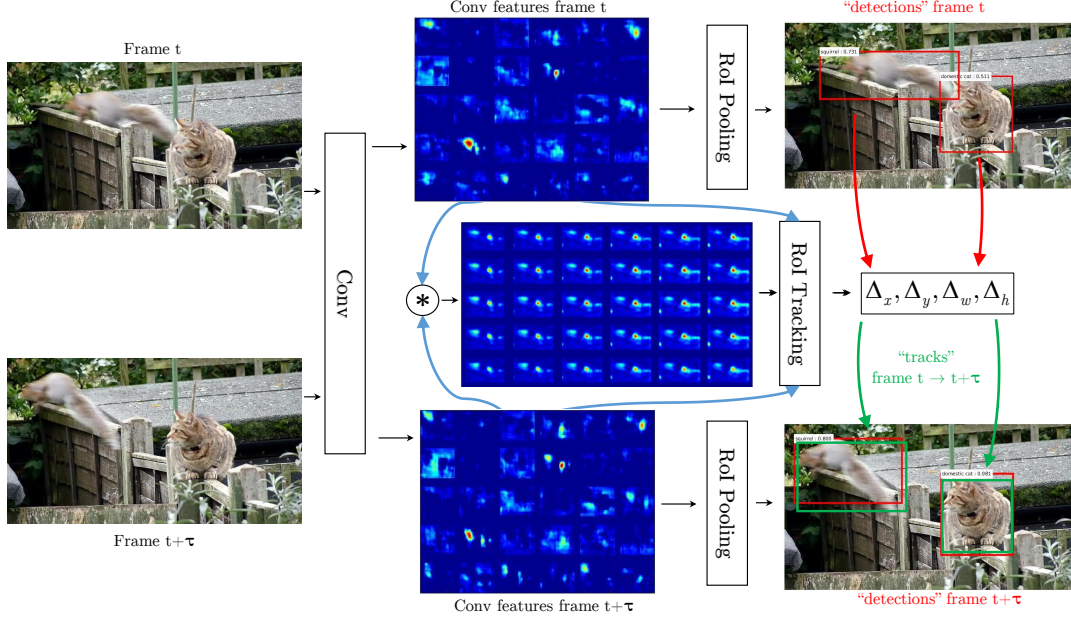 Conv features frame t
"detections" frame t
Frame t
squirrel : 0.731
domestic cat : 0.511
RoI Pooling
Conv
*
RoI Tracking
Δx, Δy, Δw, Δh
"tracks"
frame t → t+τ
squirrel : 0.800
domestic cat : 0.981
RoI Pooling
Frame t+τ
Conv features frame t+τ
"detections" frame t+τ